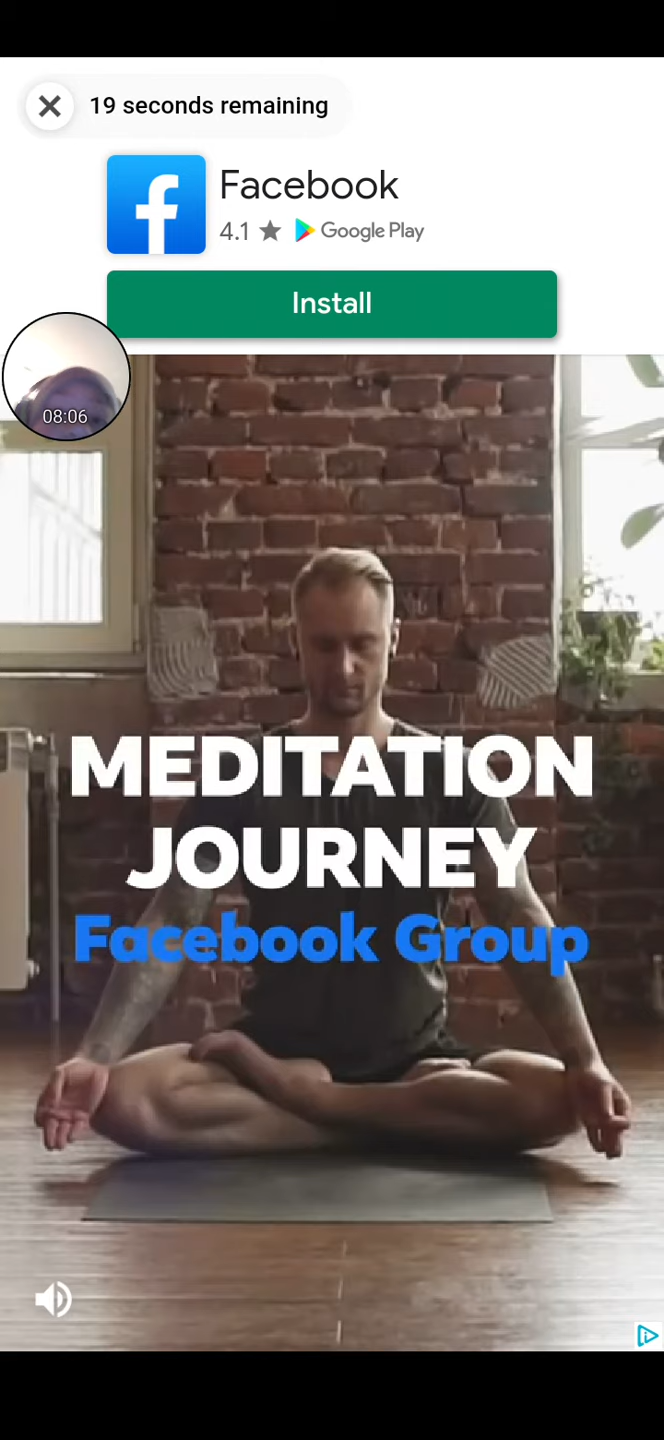 19 seconds remaining
Facebook
4.1 ★ Google Play
Install
08:06
MEDITATION
JOURNEY
Facebook Group